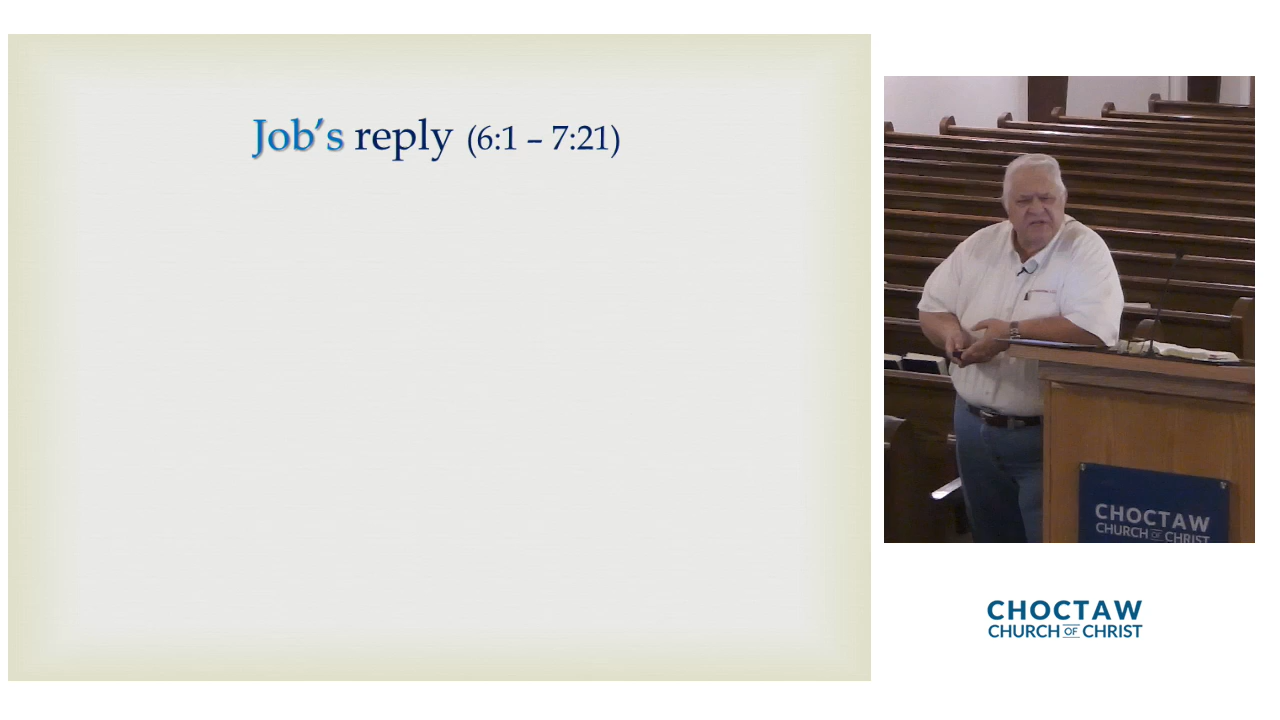 Job’s reply (6:1 – 7:21)
CHOCTAW
CHURCH OF CHRIST
CHOCTAW
CHURCH OF CHRIST